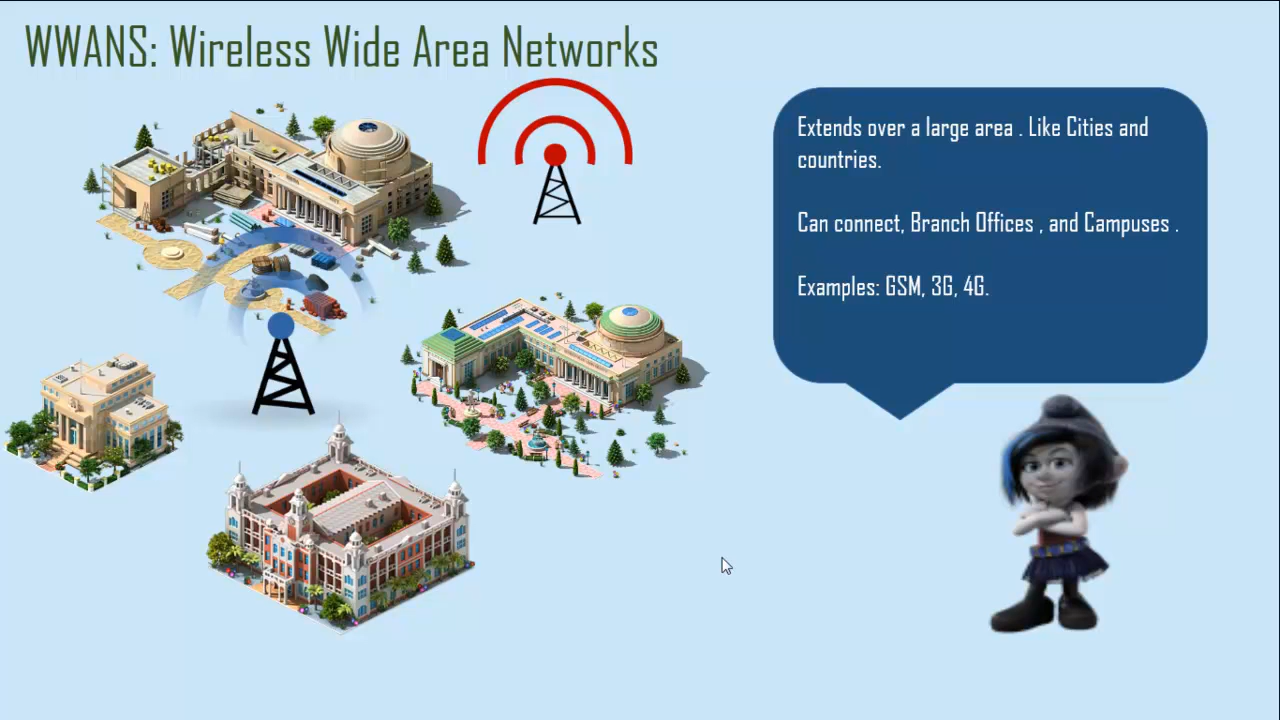 WWANS: Wireless Wide Area Networks
Extends over a large area . Like Cities and
countries.
Can connect, Branch Offices , and Campuses .
Examples: GSM, 3G, 4G.